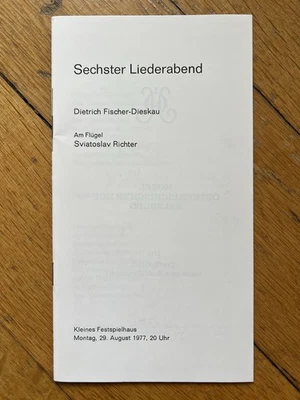 Sechster Liederabend
Dietrich Fischer-Dieskau
Am Flügel
Sviatoslav Richter
Kleines Festspielhaus
Montag, 29. August 1977, 20 Uhr